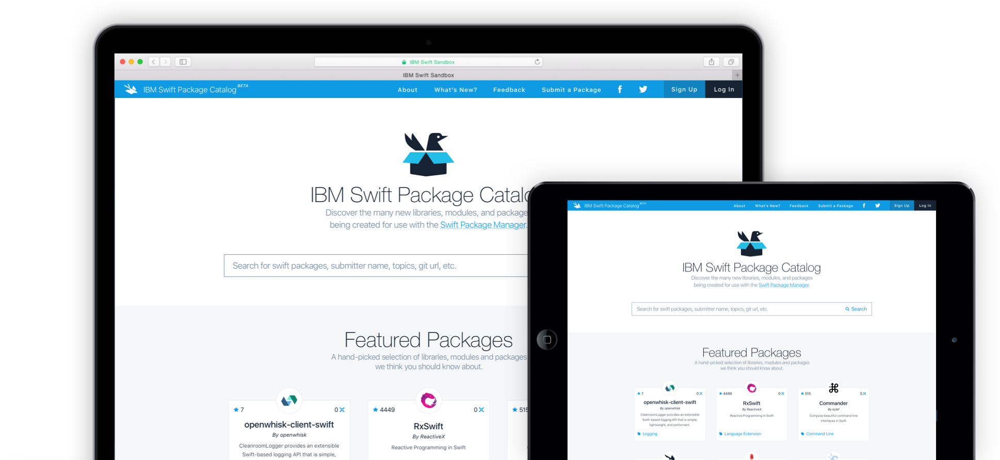 IBM Swift Sandbox
IBM Swift Sandbox
IBM Swift Package Catalog BETA
About What's New? Feedback Submit a Package Sign Up Log In
IBM Swift Package Catalo
Discover the many new libraries, modules, and package
being created for use with the Swift Package Manager.
Search for swift packages, submitter name, topics, git url, etc.
Featured Packages
A hand-picked selection of libraries, modules and packages
we think you should know about.
7 0
openwhisk-client-swift
By openwhisk
CleanroomLogger provides an extensible
Swift-based logging API that is simple,
4449 0
RxSwift
By ReactiveX
Reactive Programming in Swift
515
IBM Swift Package Catalog BETA
About What's New? Feedback Submit a Package Sign Up Log In
IBM Swift Package Catalog
Discover the many new libraries, modules, and packages
being created for use with the Swift Package Manager.
Search for swift packages, submitter name, topics, git url, etc. Search
Featured Packages
A hand-picked selection of libraries, modules and packages
we think you should know about.
7 0
openwhisk-client-swift
By openwhisk
CleanroomLogger provides an extensible
Swift-based logging API that is simple,
lightweight, and performant.
Logging
4449 0
RxSwift
By ReactiveX
Reactive Programming in Swift
Language Extension
515 5
Commander
By kylef
Compose beautiful command line
interfaces in Swift
Command Line